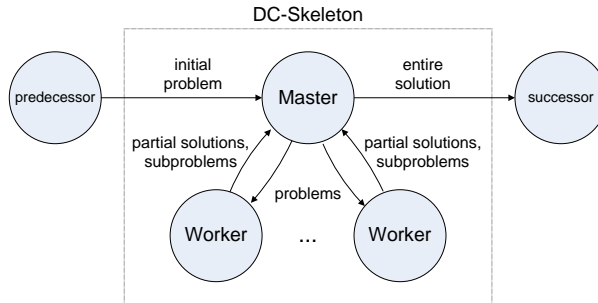 DC-Skeleton
initial
problem
entire
solution
predecessor
Master
successor
partial solutions,
subproblems
partial solutions,
subproblems
problems
Worker
...
Worker